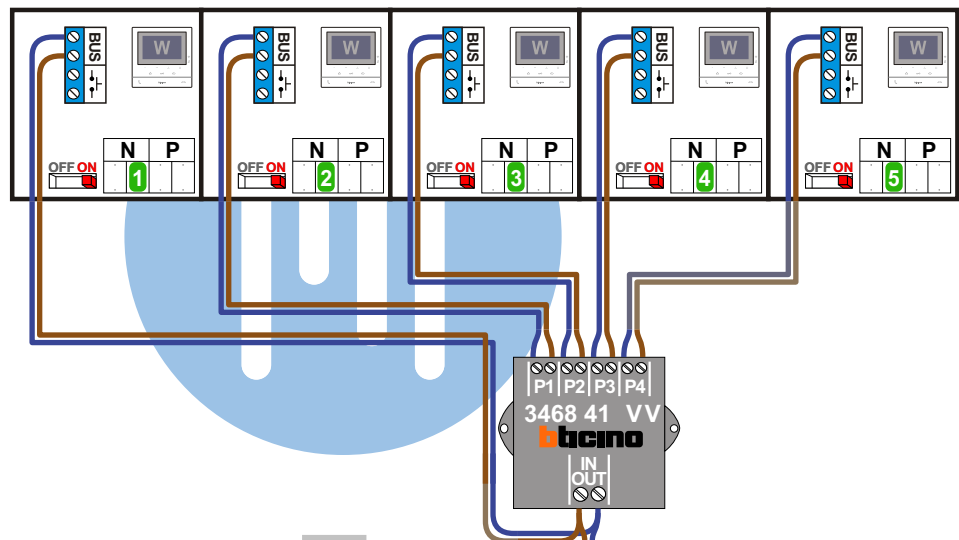 BUS W BUS W BUS W BUS W BUS W
N P N P N P N P N P
OFF ON 1 OFF ON 2 OFF ON 3 OFF ON 4 OFF ON 5
P1 P2 P3 P4
3468 41 VV
bticino
IN
OUT